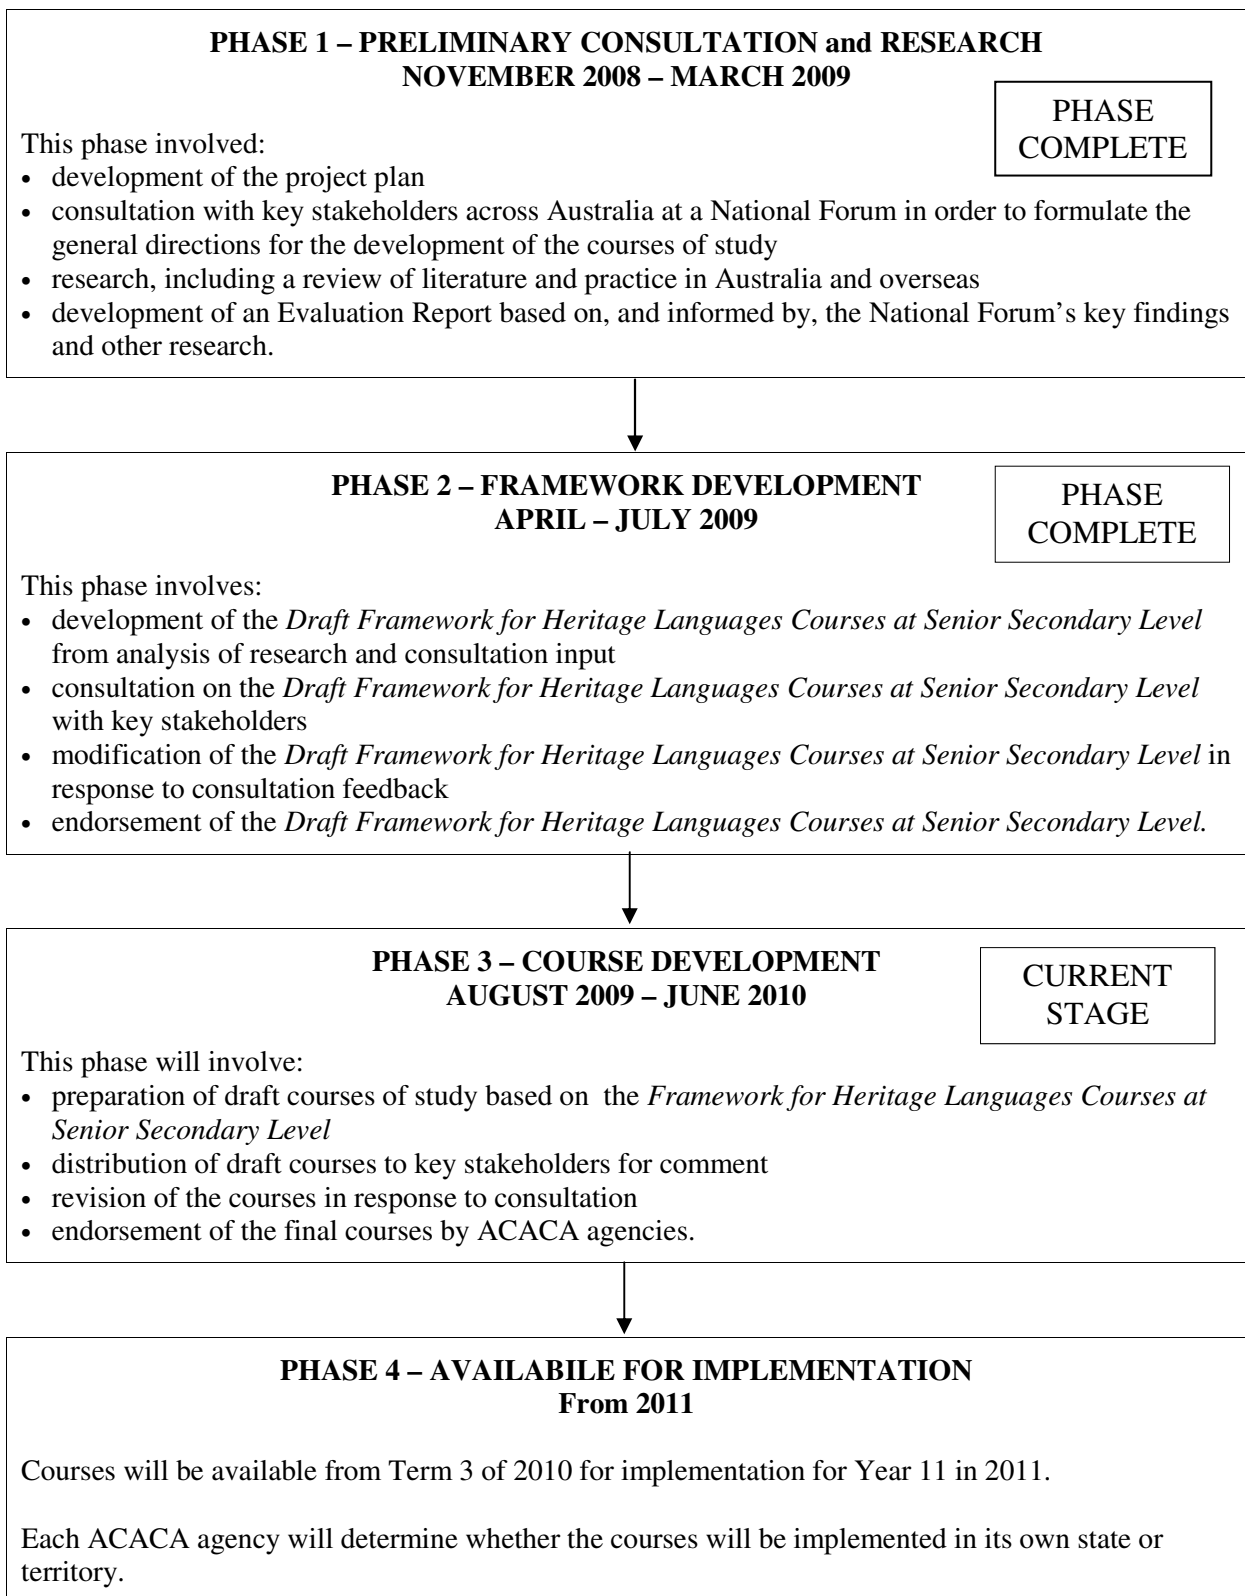 PHASE 1 – PRELIMINARY CONSULTATION and RESEARCH
NOVEMBER 2008 – MARCH 2009
PHASE
COMPLETE
This phase involved:
• development of the project plan
• consultation with key stakeholders across Australia at a National Forum in order to formulate the
general directions for the development of the courses of study
• research, including a review of literature and practice in Australia and overseas
• development of an Evaluation Report based on, and informed by, the National Forum's key findings
and other research.
PHASE 2 – FRAMEWORK DEVELOPMENT
APRIL – JULY 2009
PHASE
COMPLETE
This phase involves:
• development of the Draft Framework for Heritage Languages Courses at Senior Secondary Level
from analysis of research and consultation input
• consultation on the Draft Framework for Heritage Languages Courses at Senior Secondary Level
with key stakeholders
• modification of the Draft Framework for Heritage Languages Courses at Senior Secondary Level in
response to consultation feedback
• endorsement of the Draft Framework for Heritage Languages Courses at Senior Secondary Level.
PHASE 3 – COURSE DEVELOPMENT
AUGUST 2009 – JUNE 2010
CURRENT
STAGE
This phase will involve:
• preparation of draft courses of study based on the Framework for Heritage Languages Courses at
Senior Secondary Level
• distribution of draft courses to key stakeholders for comment
• revision of the courses in response to consultation
• endorsement of the final courses by ACACA agencies.
PHASE 4 – AVAILABILE FOR IMPLEMENTATION
From 2011
Courses will be available from Term 3 of 2010 for implementation for Year 11 in 2011.
Each ACACA agency will determine whether the courses will be implemented in its own state or
territory.